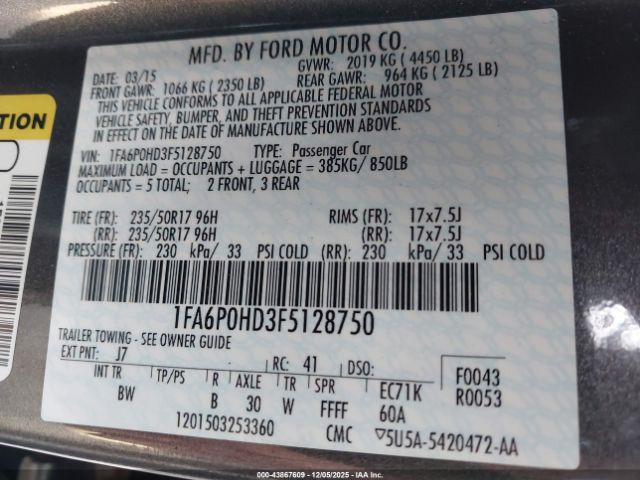 MFD. BY FORD MOTOR CO.
DATE: 03/15 GVWR: 2019 KG ( 4450 LB)
FRONT GAWR: 1066 KG ( 2350 LB) REAR GAWR: 964 KG ( 2125 LB)
THIS VEHICLE CONFORMS TO ALL APPLICABLE FEDERAL MOTOR
VEHICLE SAFETY, BUMPER, AND THEFT PREVENTION STANDARDS
IN EFFECT ON THE DATE OF MANUFACTURE SHOWN ABOVE.
VIN: 1FA6P0HD3F5128750 TYPE: Passenger Car
MAXIMUM LOAD = OCCUPANTS + LUGGAGE = 385KG/ 850LB
OCCUPANTS = 5 TOTAL; 2 FRONT, 3 REAR
TIRE (FR): 235/50R17 96H RIMS (FR): 17x7.5J
(RR): 235/50R17 96H (RR): 17x7.5J
PRESSURE (FR): 230 kPa/ 33 PSI COLD (RR): 230 kPa/ 33 PSI COLD
1FA6P0HD3F5128750
TRAILER TOWING - SEE OWNER GUIDE
EXT PNT: J7 RC: 41 DSO: F0043
INT TR TP/PS R AXLE TR SPR EC71K R0053
BW B 30 W FFFF 60A
1201503253360 CMC ▽5U5A-5420472-AA
000-43867609 - 12/05/2025 - IAAI.COM